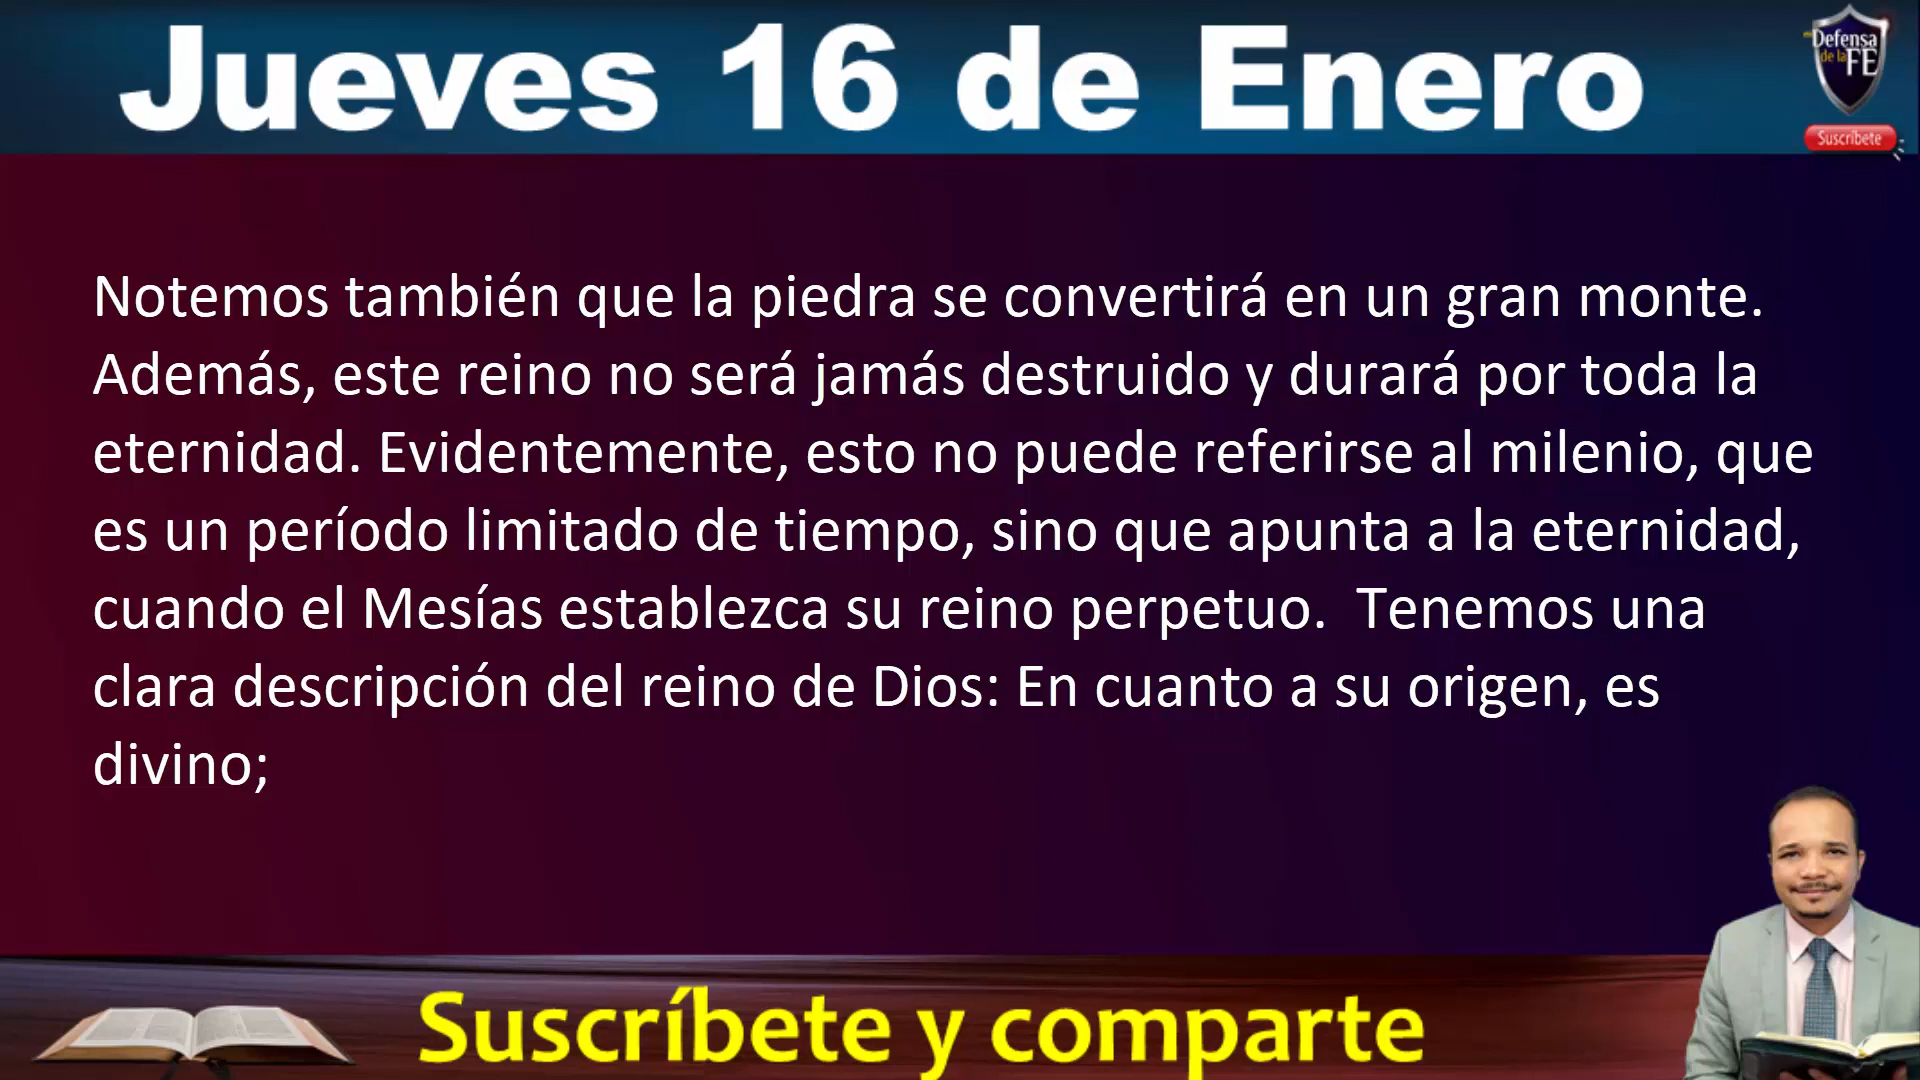 Jueves 16 de Enero
Defensa
de la FE
Suscríbete
Notemos también que la piedra se convertirá en un gran monte.
Además, este reino no será jamás destruido y durará por toda la
eternidad. Evidentemente, esto no puede referirse al milenio, que
es un período limitado de tiempo, sino que apunta a la eternidad,
cuando el Mesías establezca su reino perpetuo.  Tenemos una
clara descripción del reino de Dios: En cuanto a su origen, es
divino;
Suscríbete y comparte